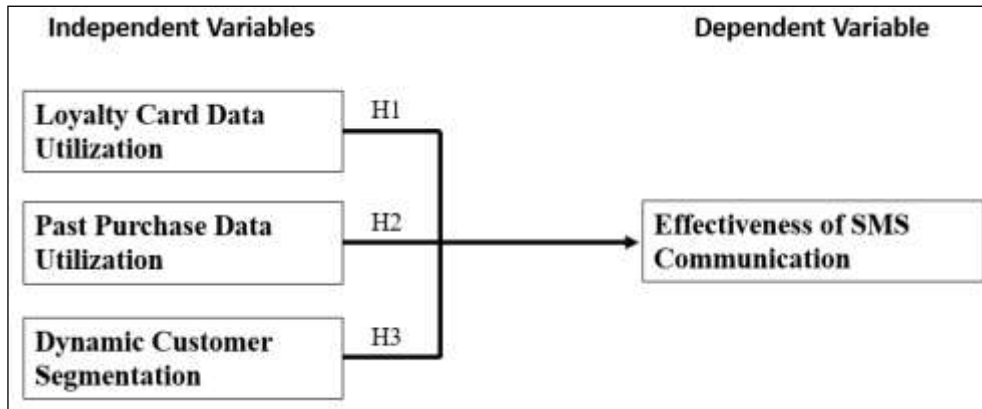 Independent Variables
Dependent Variable
Loyalty Card Data
Utilization
H1
Past Purchase Data
Utilization
H2
Effectiveness of SMS
Communication
Dynamic Customer
Segmentation
H3